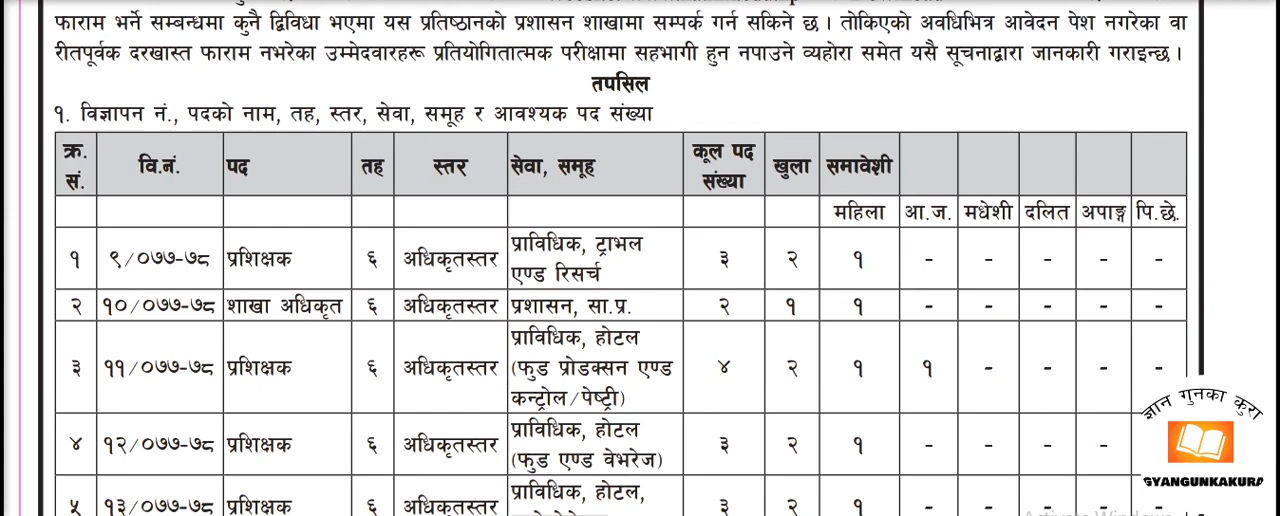 फाराम भर्ने सम्बन्धमा कुनै द्विविधा भएमा यस प्रतिष्ठानको प्रशासन शाखामा सम्पर्क गर्न सकिने छ । तोकिएको अवधिभित्र आवेदन पेश नगरेका वा
रीतपूर्वक दरखास्त फाराम नभरेका उम्मेदवारहरू प्रतियोगितात्मक परीक्षामा सहभागी हुन नपाउने व्यहोरा समेत यसै सूचनाद्वारा जानकारी गराइन्छ ।
तपसिल
१. विज्ञापन नं., पदको नाम, तह, स्तर, सेवा, समूह र आवश्यक पद संख्या
क्र. सं. वि.नं. पद तह स्तर सेवा, समूह कूल पद संख्या खुला समावेशी
महिला आ.ज. मधेशी दलित अपाङ्ग पि.छे.
१ ९/०७७-७८ प्रशिक्षक ६ अधिकृतस्तर प्राविधिक, ट्राभल एण्ड रिसर्च ३ २ १ - - - - -
२ १०/०७७-७८ शाखा अधिकृत ६ अधिकृतस्तर प्रशासन, सा.प्र. २ १ १ - - - - -
३ ११/०७७-७८ प्रशिक्षक ६ अधिकृतस्तर प्राविधिक, होटल (फुड प्रोडक्सन एण्ड कन्ट्रोल/पेष्ट्री) ४ २ १ १ - - - -
४ १२/०७७-७८ प्रशिक्षक ६ अधिकृतस्तर प्राविधिक, होटल (फुड एण्ड वेभरेज) ३ २ १ - - - -
५ १३/०७७-७८ प्रशिक्षक ६ अधिकृतस्तर प्राविधिक, होटल, ३ २ १ - - - -
ज्ञान गुनका कुरा
GYANGUNKAKURA